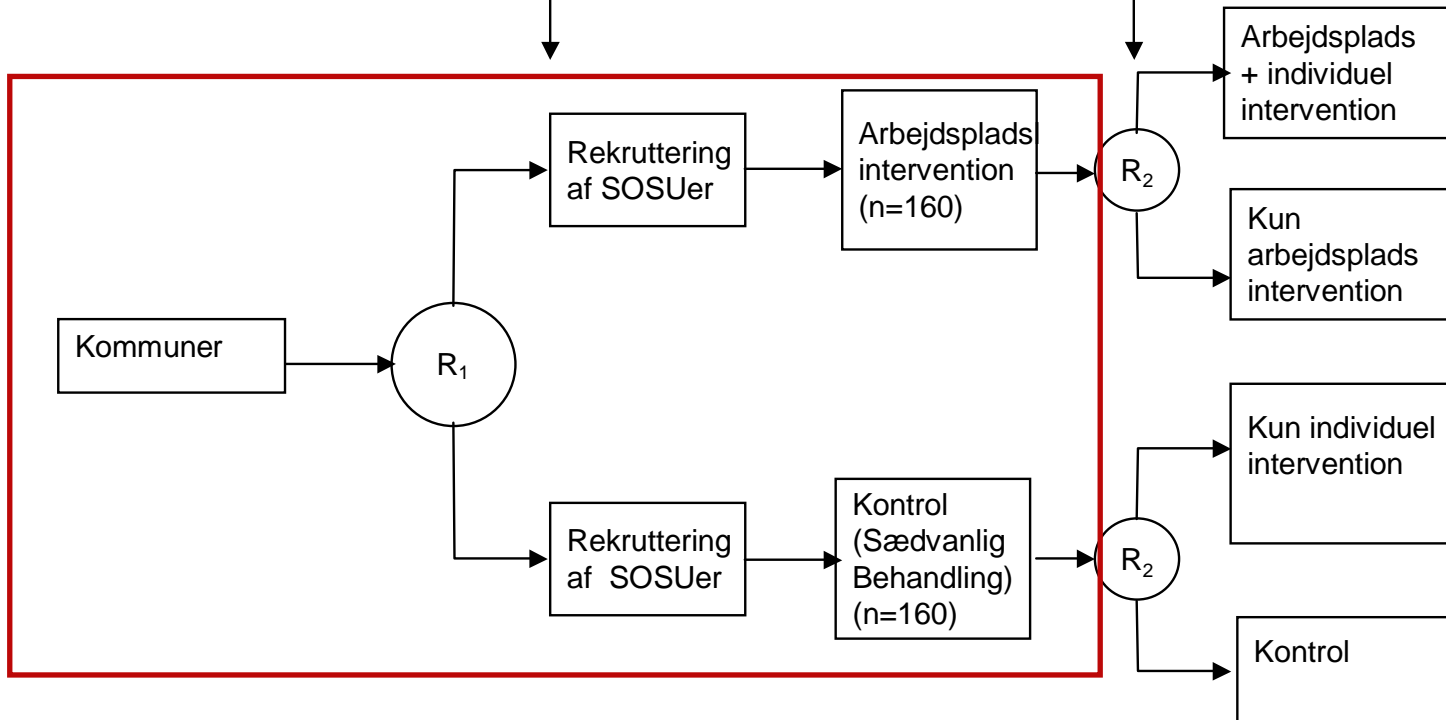 Kommuner
R₁
Rekruttering
af SOSUer
Arbejdspladsl
intervention
(n=160)
R₂
Arbejdsplads
+ individuel
intervention
Kun
arbejdsplads
intervention
Rekruttering
af SOSUer
Kontrol
(Sædvanlig
Behandling)
(n=160)
R₂
Kun individuel
intervention
Kontrol